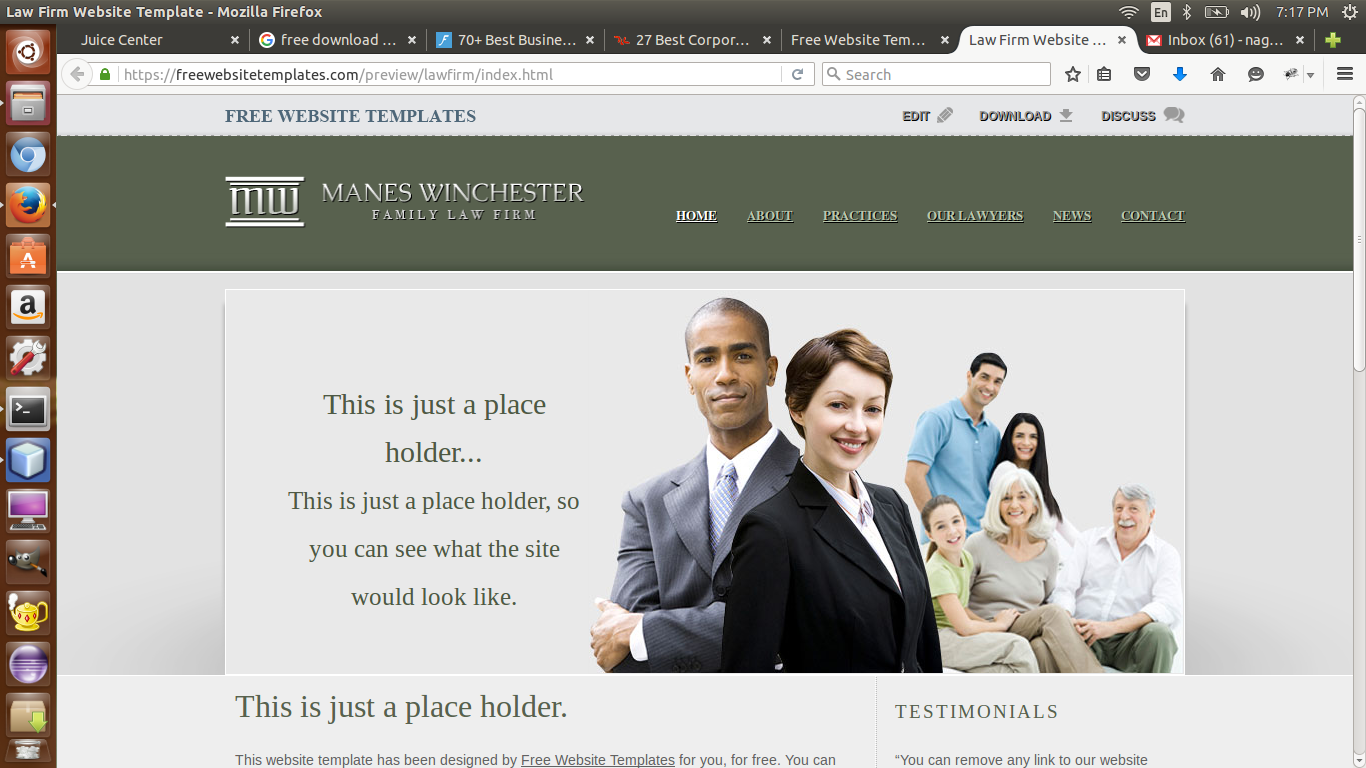 Law Firm Website Template - Mozilla Firefox
En
7:17 PM
Juice Center
free download ...
70+ Best Busine...
27 Best Corpor...
Free Website Tem...
Law Firm Website ...
Inbox (61) - nag...
https://freewebsitetemplates.com/preview/lawfirm/index.html
Search
FREE WEBSITE TEMPLATES
EDIT
DOWNLOAD
DISCUSS
mw
MANES WINCHESTER
FAMILY LAW FIRM
HOME
ABOUT
PRACTICES
OUR LAWYERS
NEWS
CONTACT
This is just a place
holder...
This is just a place holder, so
you can see what the site
would look like.
This is just a place holder.
This website template has been designed by Free Website Templates for you, for free. You can
TESTIMONIALS
“You can remove any link to our website